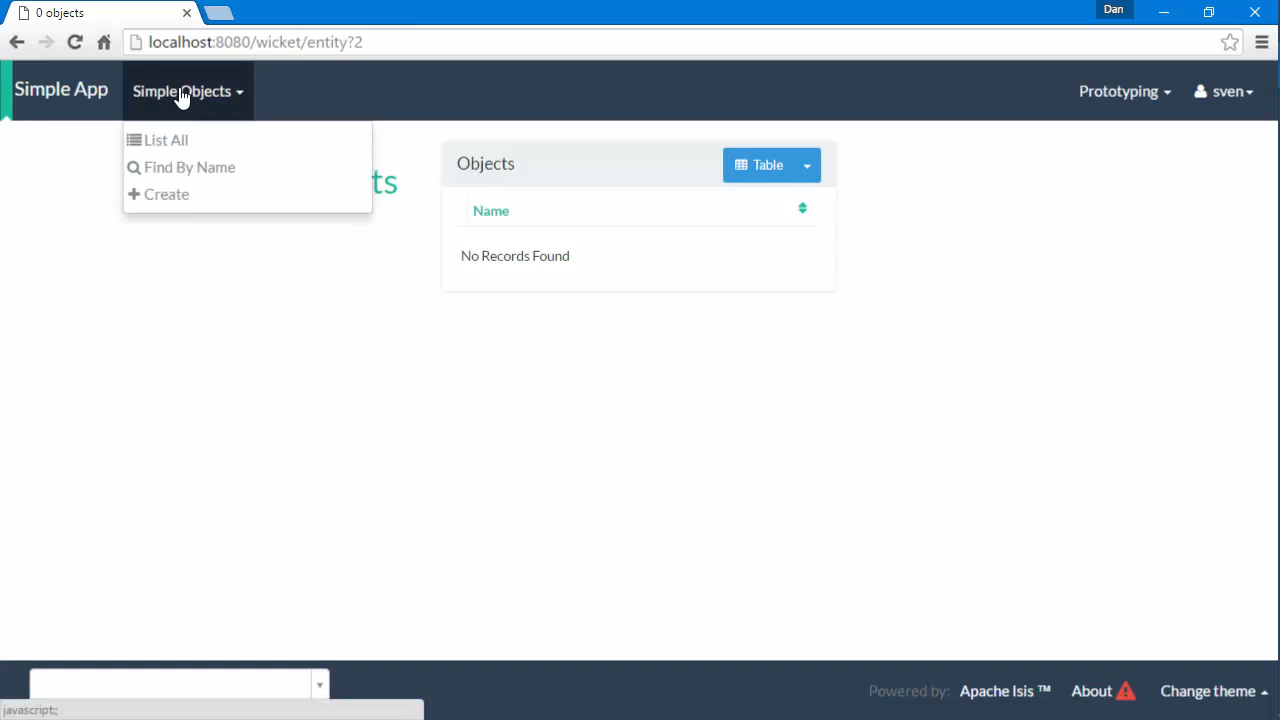 0 objects
Dan
localhost:8080/wicket/entity?2
Simple App
Simple Objects
Prototyping
sven
List All
Find By Name
Create
ts
Objects
Table
Name
No Records Found
Powered by: Apache Isis ™
About
Change theme
javascript:;